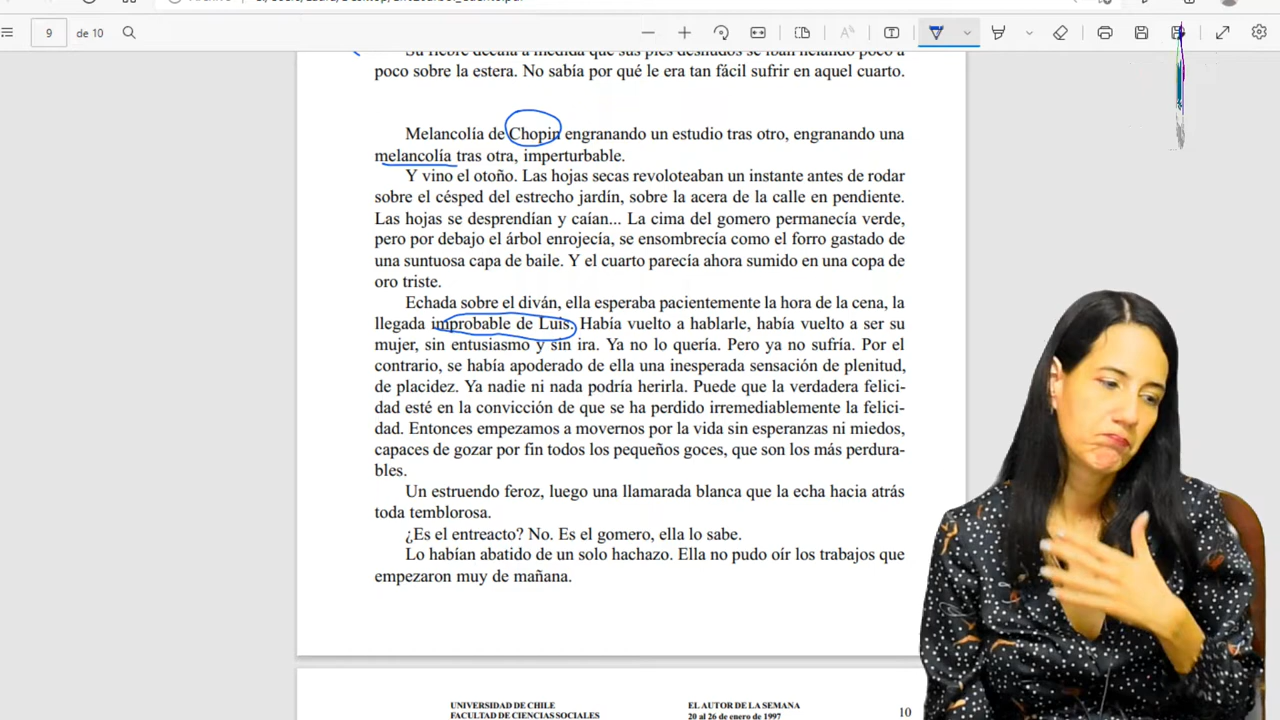 9 de 10
Su fiebre decaía a medida que sus pies desnudos se iban helando poco a
poco sobre la estera. No sabía por qué le era tan fácil sufrir en aquel cuarto.
Melancolía de Chopin engranando un estudio tras otro, engranando una
melancolía tras otra, imperturbable.
Y vino el otoño. Las hojas secas revoloteaban un instante antes de rodar
sobre el césped del estrecho jardín, sobre la acera de la calle en pendiente.
Las hojas se desprendían y caían... La cima del gomero permanecía verde,
pero por debajo el árbol enrojecía, se ensombrecía como el forro gastado de
una suntuosa capa de baile. Y el cuarto parecía ahora sumido en una copa de
oro triste.
Echada sobre el diván, ella esperaba pacientemente la hora de la cena, la
llegada improbable de Luis. Había vuelto a hablarle, había vuelto a ser su
mujer, sin entusiasmo y sin ira. Ya no lo quería. Pero ya no sufría. Por el
contrario, se había apoderado de ella una inesperada sensación de plenitud,
de placidez. Ya nadie ni nada podría herirla. Puede que la verdadera felici-
dad esté en la convicción de que se ha perdido irremediablemente la felici-
dad. Entonces empezamos a movernos por la vida sin esperanzas ni miedos,
capaces de gozar por fin todos los pequeños goces, que son los más perdura-
bles.
Un estruendo feroz, luego una llamarada blanca que la echa hacia atrás
toda temblorosa.
¿Es el entreacto? No. Es el gomero, ella lo sabe.
Lo habían abatido de un solo hachazo. Ella no pudo oír los trabajos que
empezaron muy de mañana.
UNIVERSIDAD DE CHILE
FACULTAD DE CIENCIAS SOCIALES
EL AUTOR DE LA SEMANA
20 al 26 de enero de 1997
10